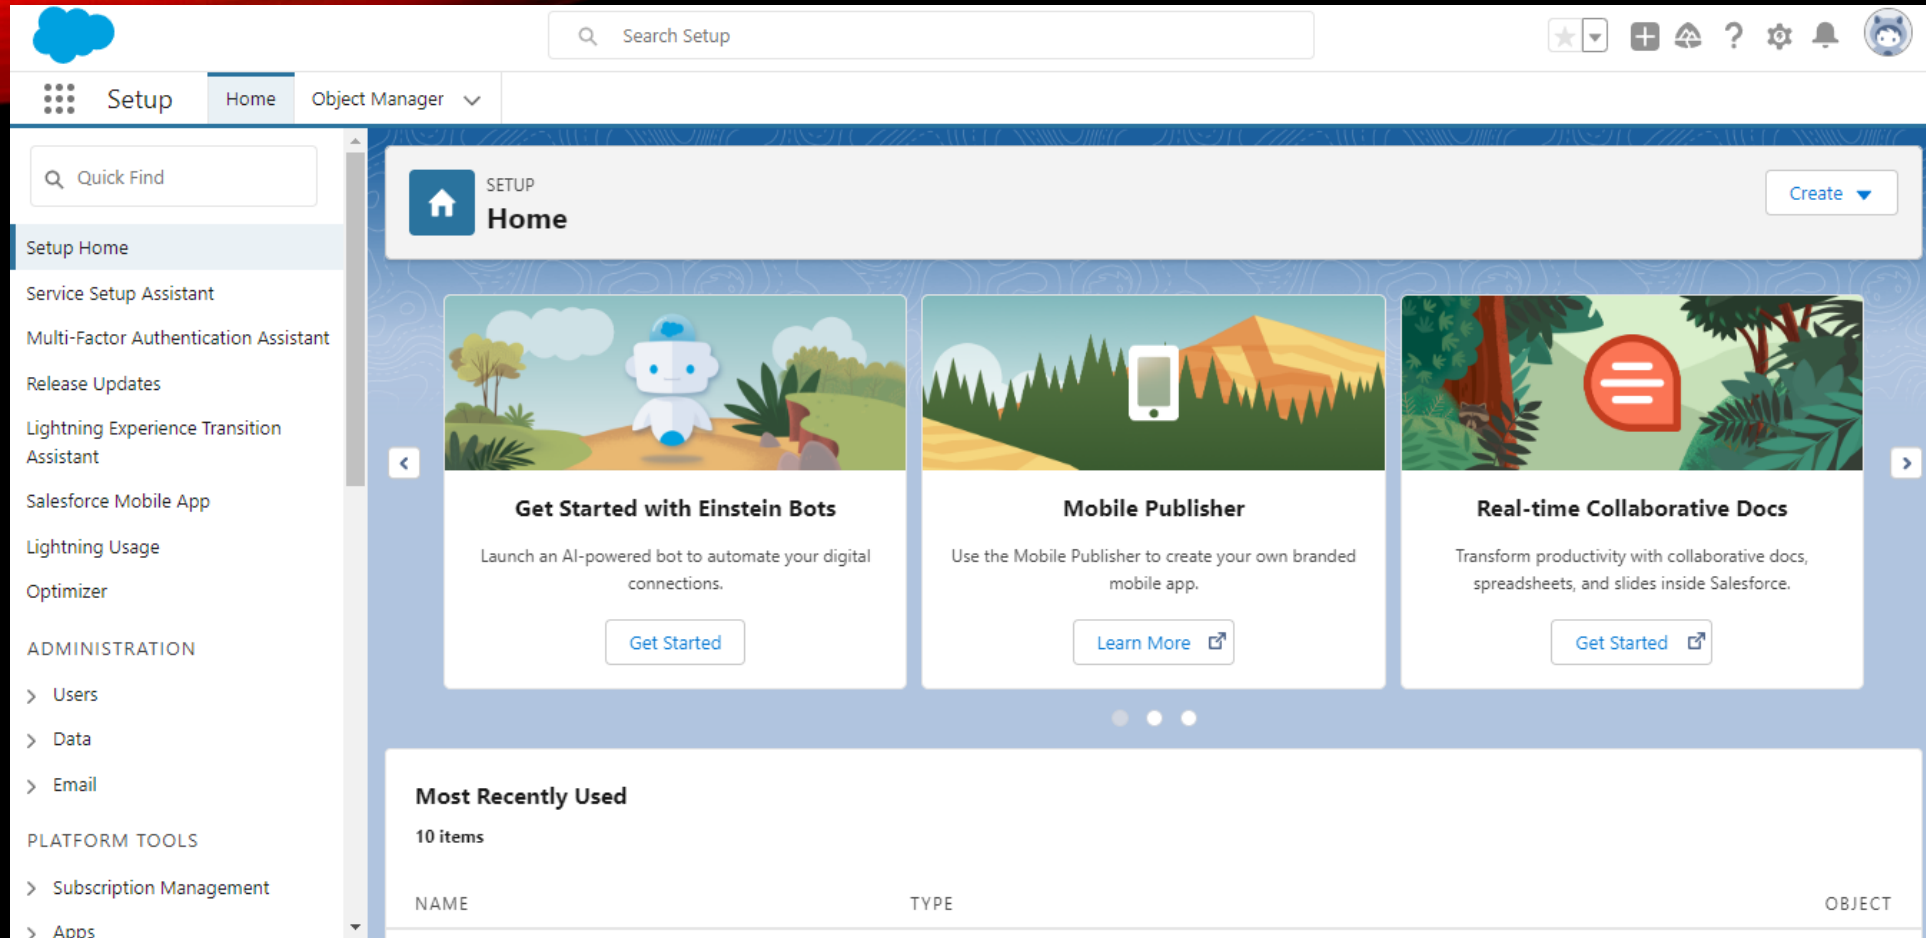 Search Setup
Setup
Home
Object Manager
Quick Find
Setup Home
Service Setup Assistant
Multi-Factor Authentication Assistant
Release Updates
Lightning Experience Transition
Assistant
Salesforce Mobile App
Lightning Usage
Optimizer
ADMINISTRATION
Users
Data
Email
PLATFORM TOOLS
Subscription Management
Apps
SETUP
Home
Create
Get Started with Einstein Bots
Launch an AI-powered bot to automate your digital
connections.
Get Started
Mobile Publisher
Use the Mobile Publisher to create your own branded
mobile app.
Learn More
Real-time Collaborative Docs
Transform productivity with collaborative docs,
spreadsheets, and slides inside Salesforce.
Get Started
Most Recently Used
10 items
NAME
TYPE
OBJECT